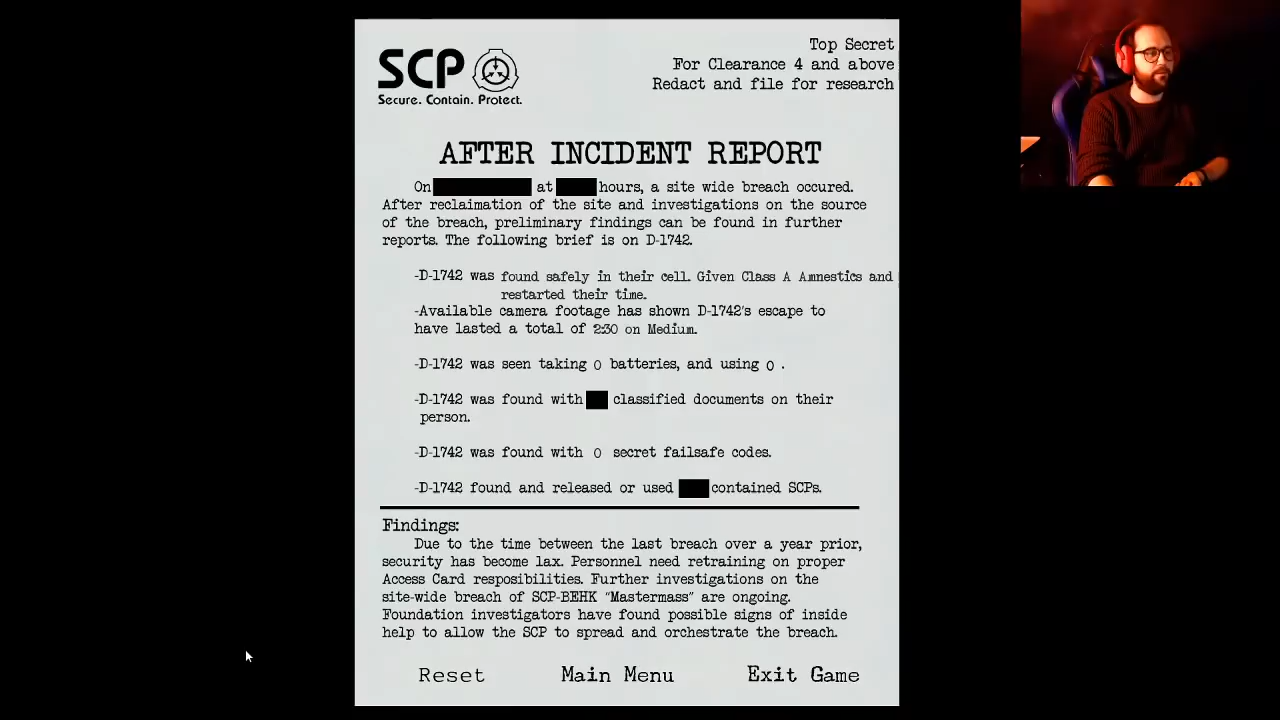 SCP
Secure. Contain. Protect.
Top Secret
For Clearance 4 and above
Redact and file for research
AFTER INCIDENT REPORT
On at hours, a site wide breach occured.
After reclaimation of the site and investigations on the source
of the breach, preliminary findings can be found in further
reports. The following brief is on D-1742.
-D-1742 was found safely in their cell. Given Class A Amnestics and
restarted their time.
-Available camera footage has shown D-1742's escape to
have lasted a total of 2:30 on Medium.
-D-1742 was seen taking 0 batteries, and using 0 .
-D-1742 was found with classified documents on their
person.
-D-1742 was found with 0 secret failsafe codes.
-D-1742 found and released or used contained SCPs.
Findings:
Due to the time between the last breach over a year prior,
security has become lax. Personnel need retraining on proper
Access Card resposibilities. Further investigations on the
site-wide breach of SCP-BEHK "Mastermass" are ongoing.
Foundation investigators have found possible signs of inside
help to allow the SCP to spread and orchestrate the breach.
Reset Main Menu Exit Game